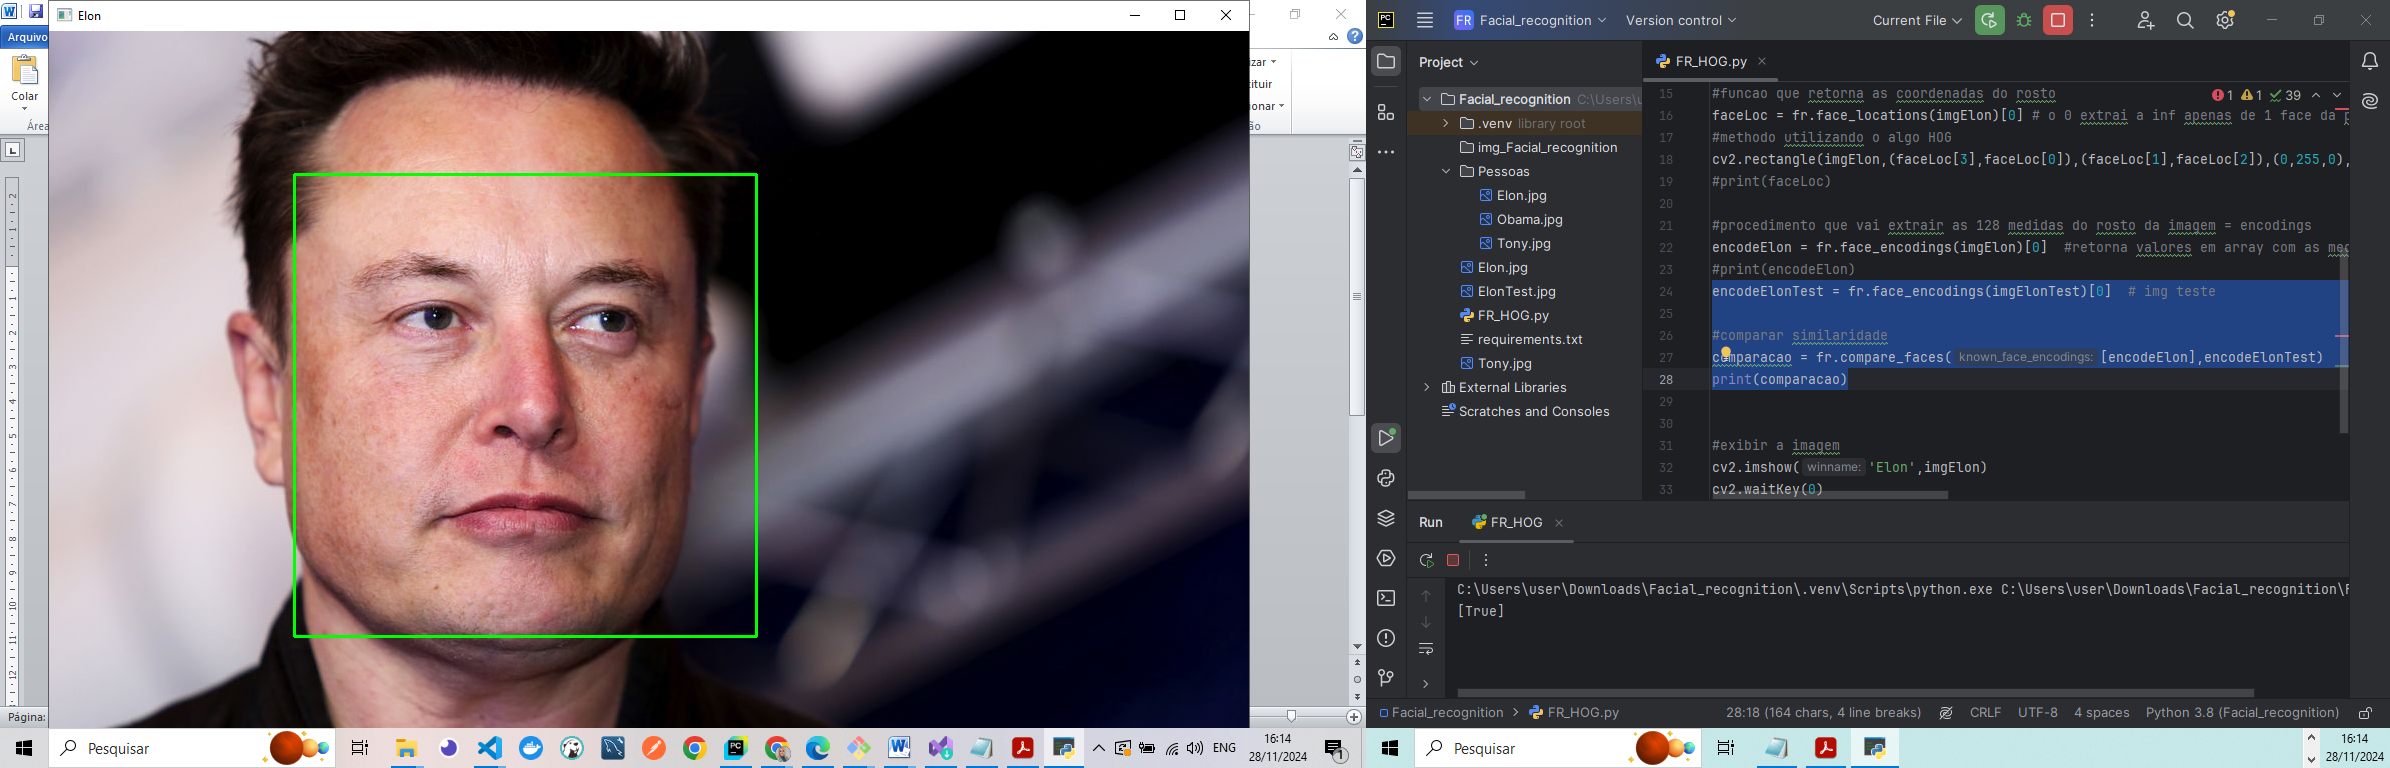 Elon
Arquivo
Colar
Área
izar
tituir
ionar
ão
Página:
FR Facial_recognition
Version control
Current File
Project
Facial_recognition C:\Users\u
.venv library root
img_Facial_recognition
Pessoas
Elon.jpg
Obama.jpg
Tony.jpg
Elon.jpg
ElonTest.jpg
FR_HOG.py
requirements.txt
Tony.jpg
External Libraries
Scratches and Consoles
FR_HOG.py
1 1 39
15 #funcao que retorna as coordenadas do rosto
16 faceLoc = fr.face_locations(imgElon)[0] # o 0 extrai a inf apenas de 1 face da p
17 #methodo utilizando o algo HOG
18 cv2.rectangle(imgElon,(faceLoc[3],faceLoc[0]),(faceLoc[1],faceLoc[2]),(0,255,0),
19 #print(faceLoc)
20
21 #procedimento que vai extrair as 128 medidas do rosto da imagem = encodings
22 encodeElon = fr.face_encodings(imgElon)[0] #retorna valores em array com as med
23 #print(encodeElon)
24 encodeElonTest = fr.face_encodings(imgElonTest)[0] # img teste
25
26 #comparar similaridade
27 comparacao = fr.compare_faces( known_face_encodings: [encodeElon],encodeElonTest)
28 print(comparacao)
29
30
31 #exibir a imagem
32 cv2.imshow( winname: 'Elon',imgElon)
33 cv2.waitKey(0)
Run FR_HOG
C:\Users\user\Downloads\Facial_recognition\.venv\Scripts\python.exe C:\Users\user\Downloads\Facial_recognition\F
[True]
Facial_recognition > FR_HOG.py
28:18 (164 chars, 4 line breaks) CRLF UTF-8 4 spaces Python 3.8 (Facial_recognition)
Pesquisar
ENG
16:14
28/11/2024
1
Pesquisar
16:14
28/11/2024